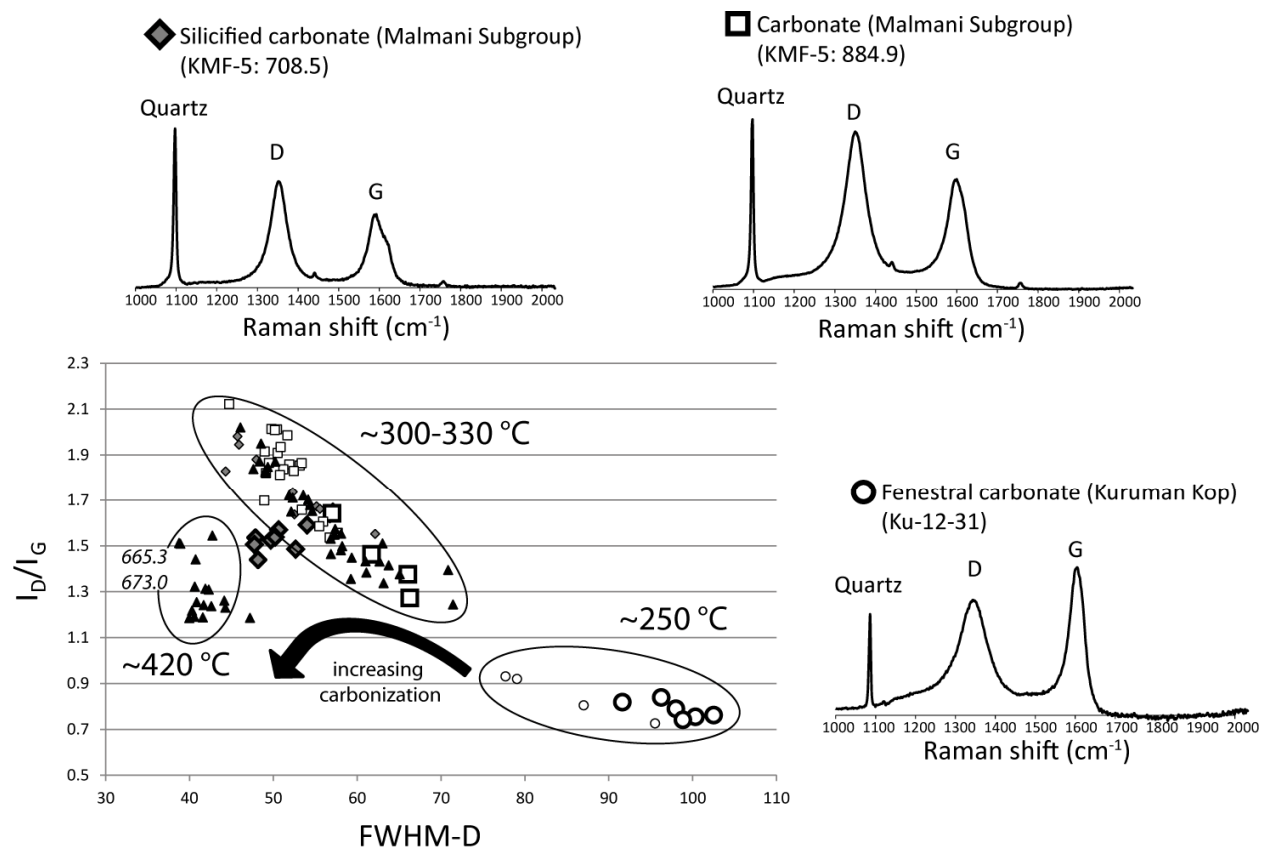 Silicified carbonate (Malmani Subgroup)
(KMF-5: 708.5)
Quartz
D
G
1000 1100 1200 1300 1400 1500 1600 1700 1800 1900 2000
Raman shift (cm-1)
Carbonate (Malmani Subgroup)
(KMF-5: 884.9)
Quartz
D
G
1000 1100 1200 1300 1400 1500 1600 1700 1800 1900 2000
Raman shift (cm-1)
2.3
2.1
1.9
1.7
1.5
1.3
1.1
0.9
0.7
0.5
ID/IG
~300-330 °C
665.3
673.0
~420 °C
increasing
carbonization
~250 °C
30 40 50 60 70 80 90 100 110
FWHM-D
Fenestral carbonate (Kuruman Kop)
(Ku-12-31)
Quartz
D
G
1000 1100 1200 1300 1400 1500 1600 1700 1800 1900 2000
Raman shift (cm-1)